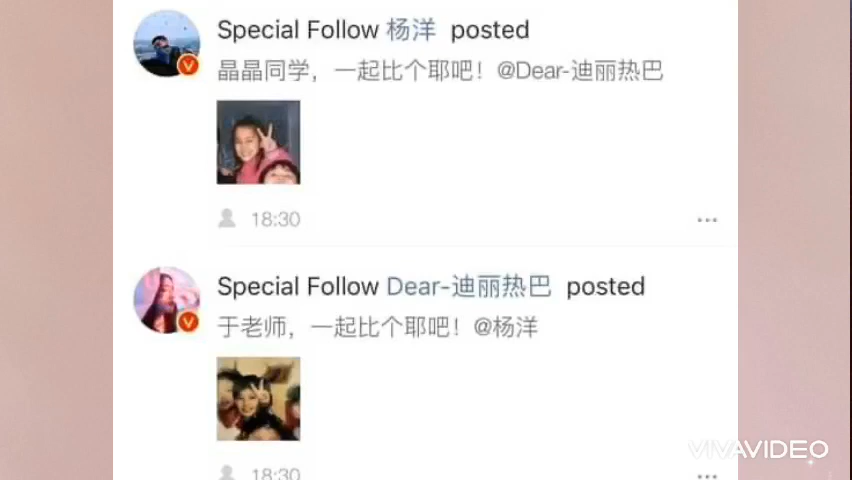 Special Follow 杨洋 posted
晶晶同学，一起比个耶吧！@Dear-迪丽热巴
18:30
Special Follow Dear-迪丽热巴 posted
于老师，一起比个耶吧！@杨洋
18:30
VIVAVIDEO